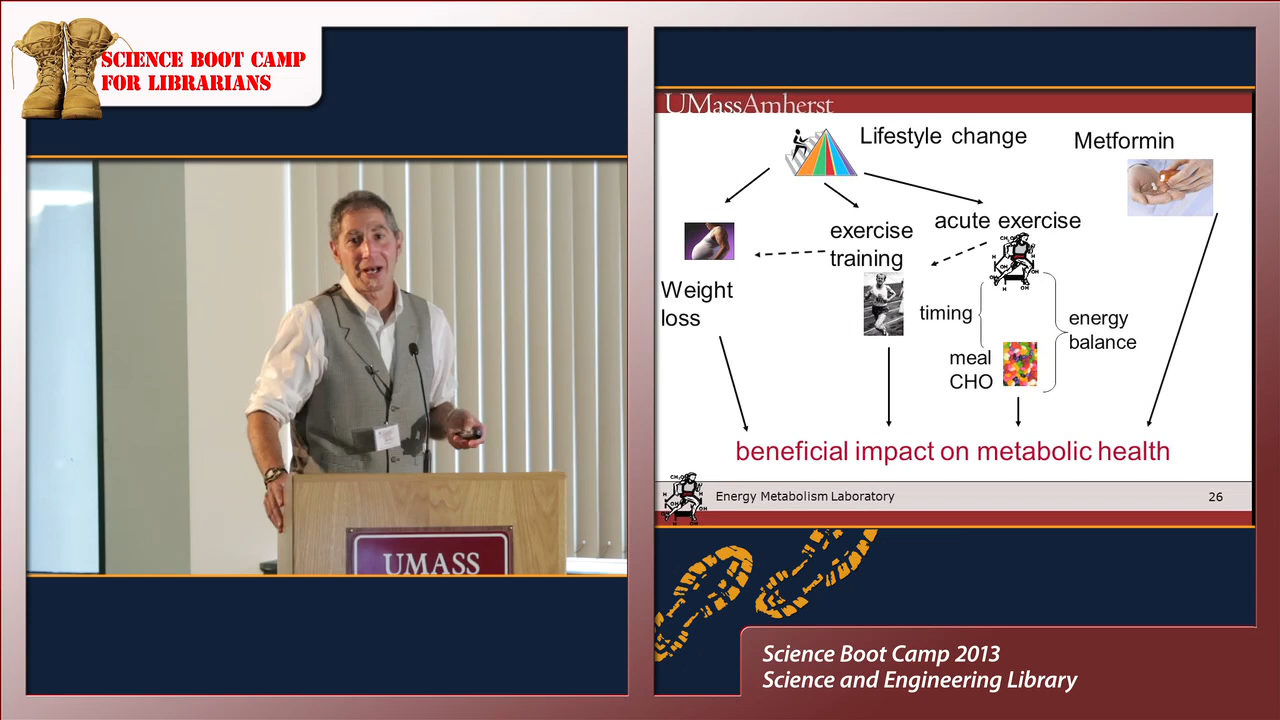 SCIENCE BOOT CAMP
FOR LIBRARIANS
UMASS
UMassAmherst
Lifestyle change
Metformin
exercise
training
acute exercise
Weight
loss
timing
meal
CHO
energy
balance
beneficial impact on metabolic health
Energy Metabolism Laboratory
26
Science Boot Camp 2013
Science and Engineering Library